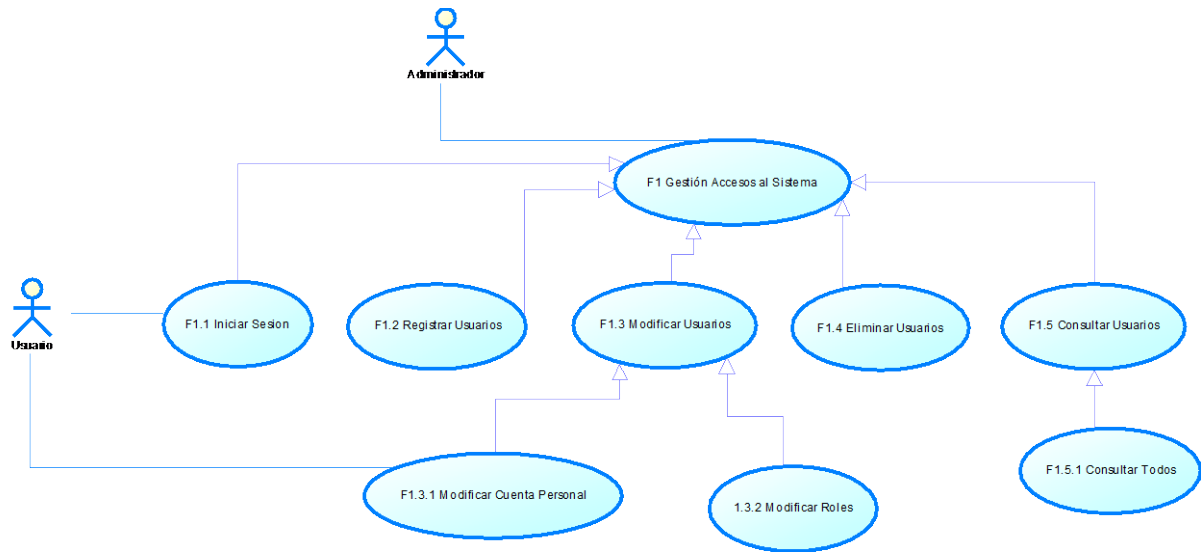 Administrador
F1 Gestión Accesos al Sistema
F1.1 Iniciar Sesion
F1.2 Registrar Usuarios
F1.3 Modificar Usuarios
F1.4 Eliminar Usuarios
F1.5 Consultar Usuarios
Usuario
F1.3.1 Modificar Cuenta Personal
1.3.2 Modificar Roles
F1.5.1 Consultar Todos